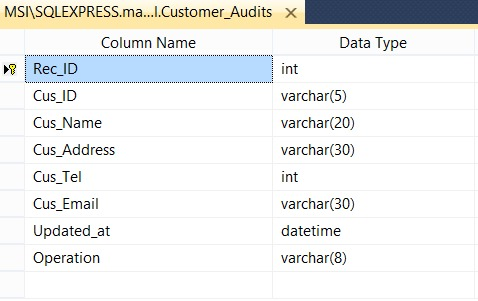 MSI\SQLEXPRESS.ma...l.Customer_Audits
Column Name Data Type
Rec_ID int
Cus_ID varchar(5)
Cus_Name varchar(20)
Cus_Address varchar(30)
Cus_Tel int
Cus_Email varchar(30)
Updated_at datetime
Operation varchar(8)